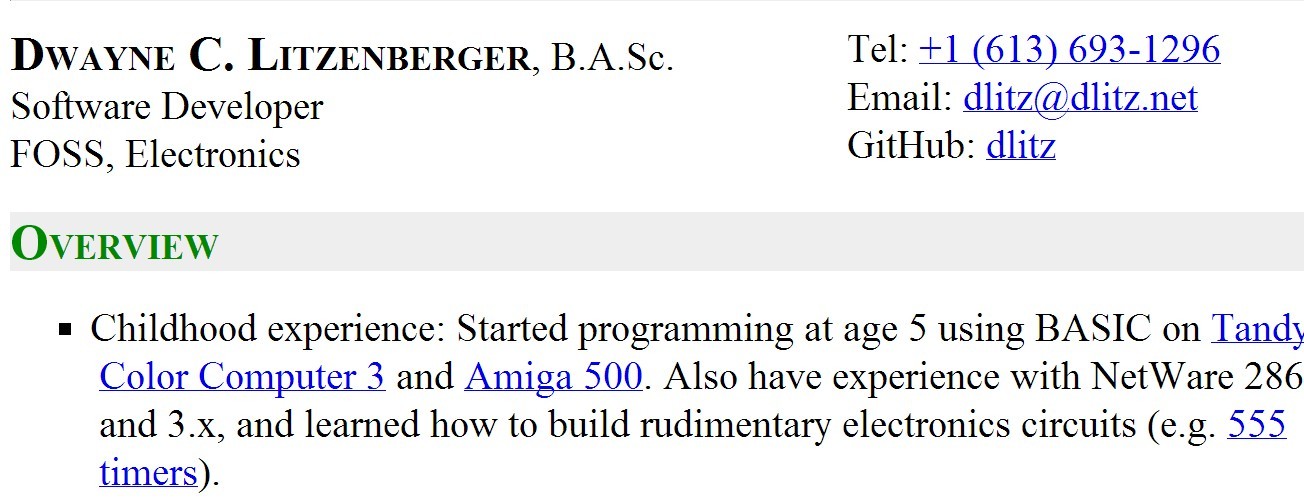 Dwayne C. Litzenberger, B.A.Sc.
Software Developer
FOSS, Electronics
Tel: +1 (613) 693-1296
Email: dlitz@dlitz.net
GitHub: dlitz
Overview
Childhood experience: Started programming at age 5 using BASIC on Tandy
Color Computer 3 and Amiga 500. Also have experience with NetWare 286
and 3.x, and learned how to build rudimentary electronics circuits (e.g. 555
timers).